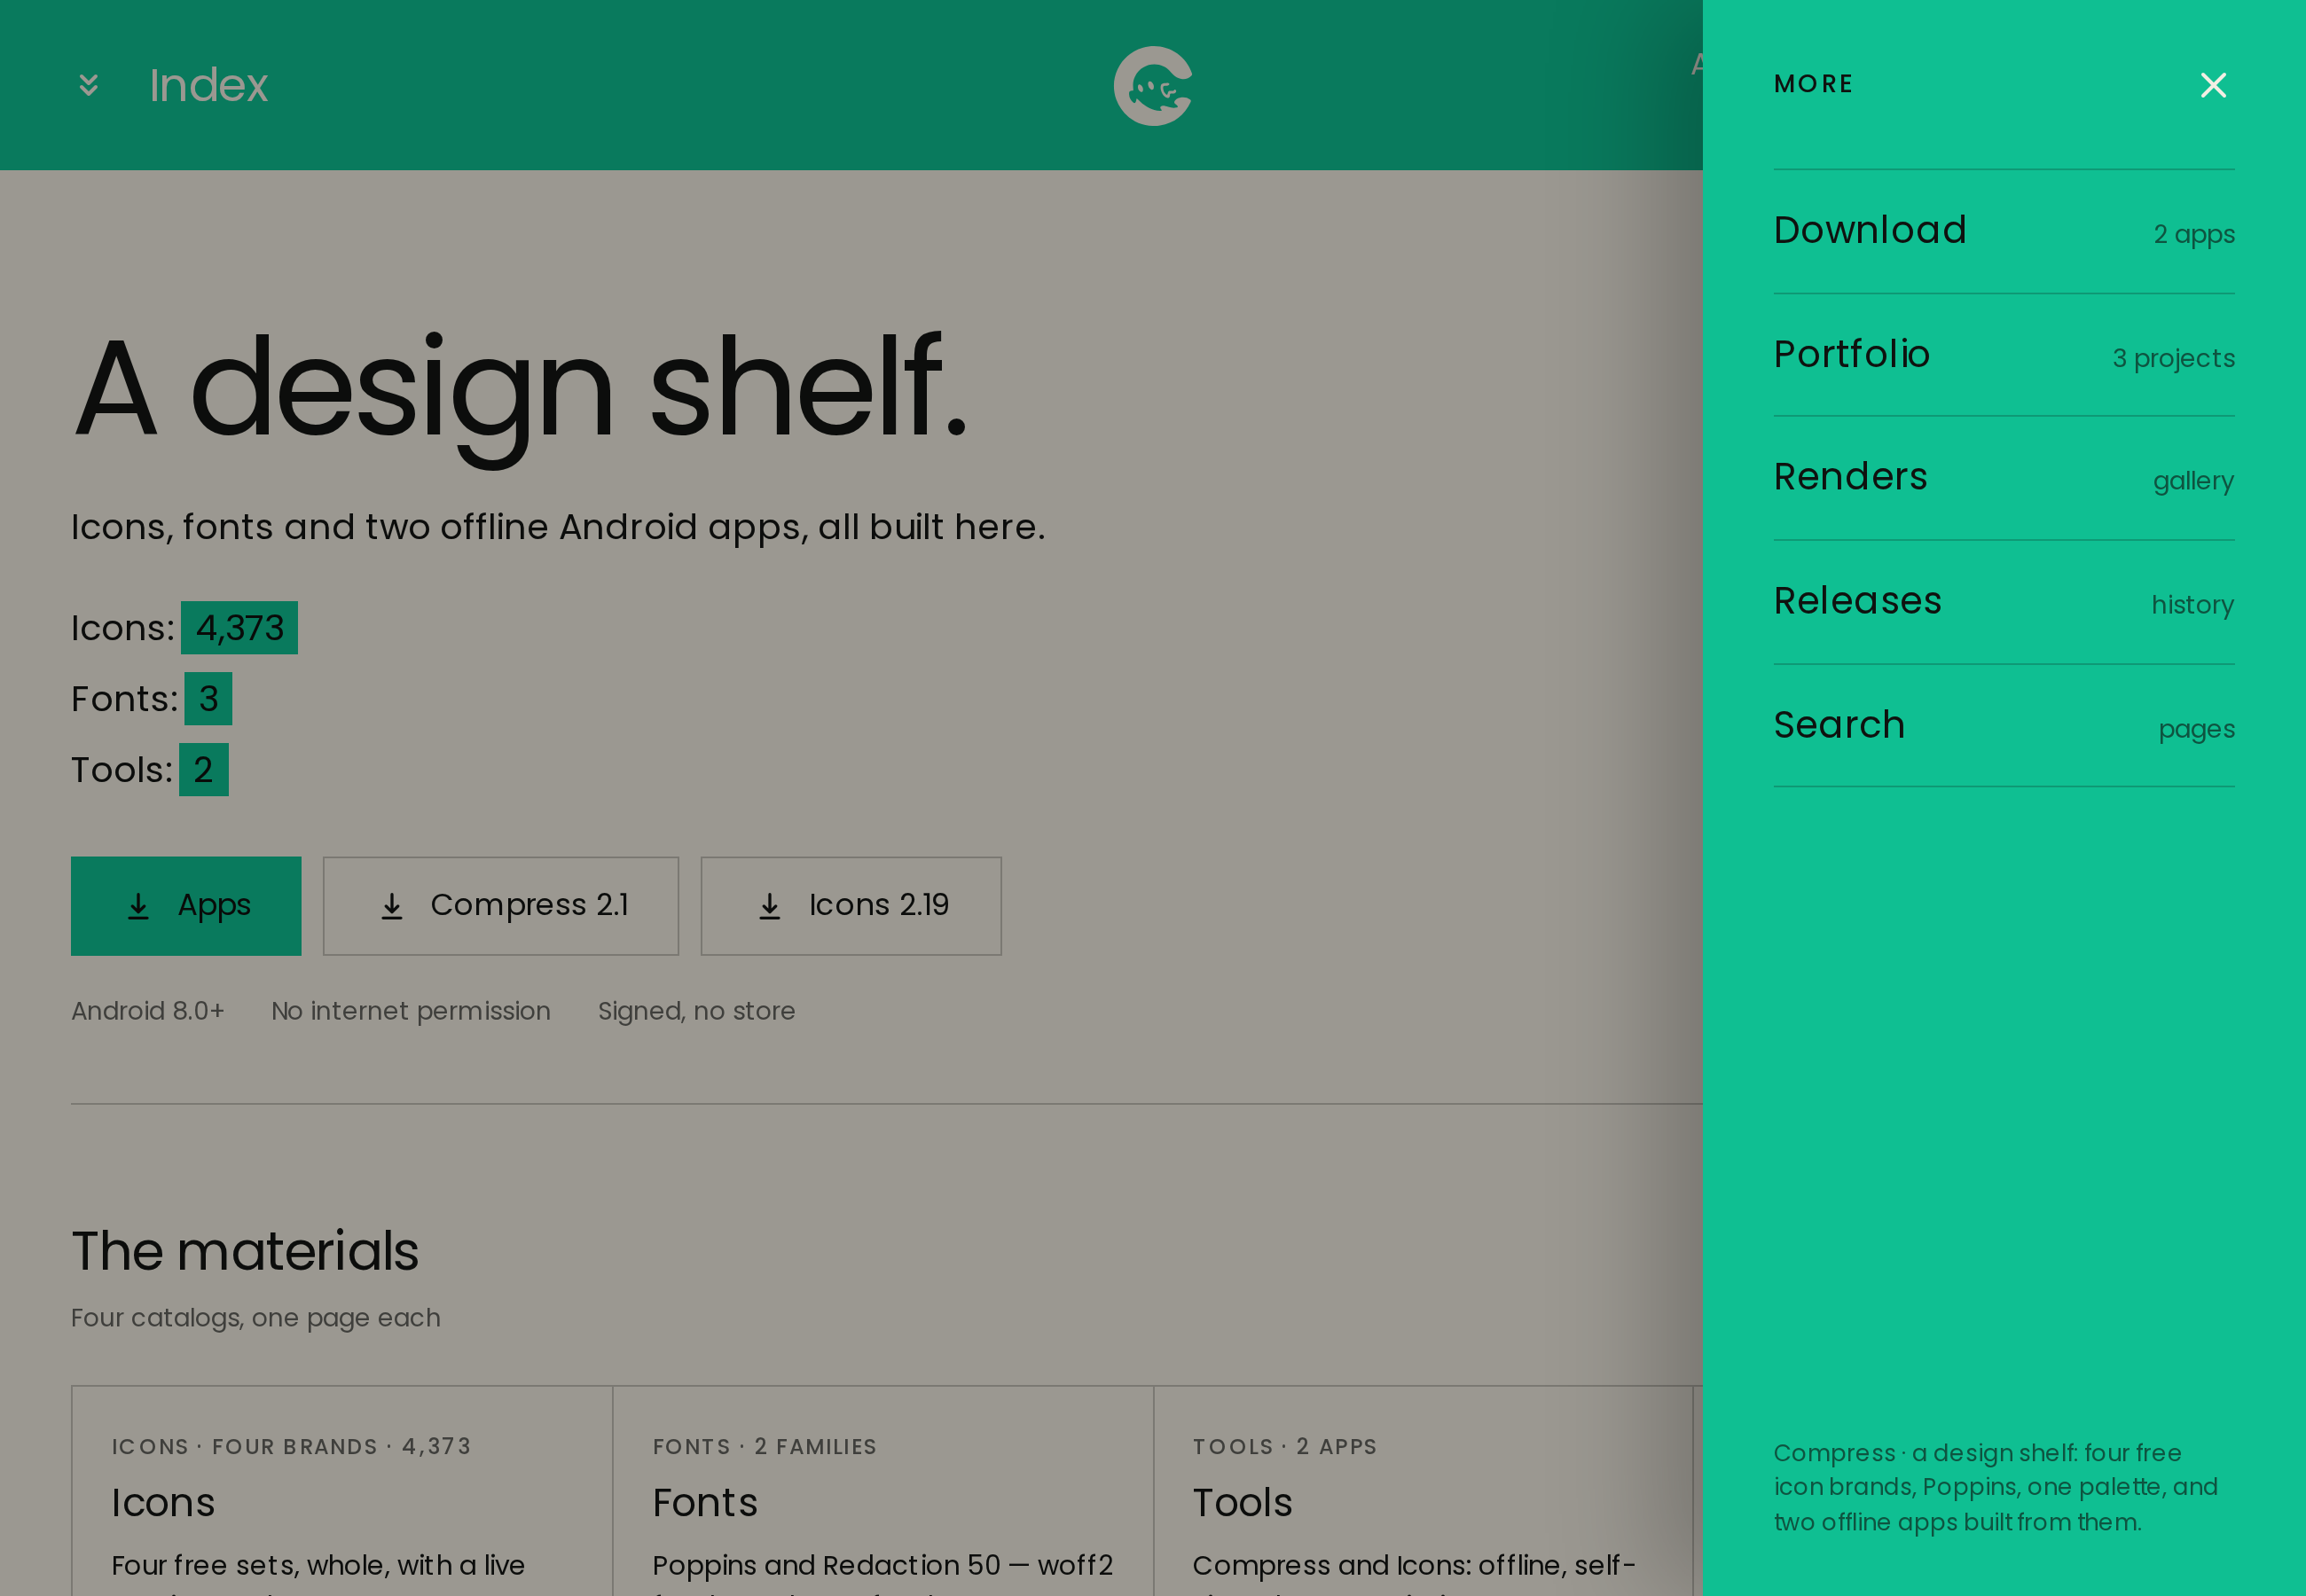 Index
MORE
Download 2 apps
Portfolio 3 projects
Renders gallery
Releases history
Search pages
A design shelf.
Icons, fonts and two offline Android apps, all built here.
Icons: 4,373
Fonts: 3
Tools: 2
Apps Compress 2.1 Icons 2.19
Android 8.0+ No internet permission Signed, no store
The materials
Four catalogs, one page each
ICONS · FOUR BRANDS · 4,373
Icons
Four free sets, whole, with a live
FONTS · 2 FAMILIES
Fonts
Poppins and Redaction 50 — woff2
TOOLS · 2 APPS
Tools
Compress and Icons: offline, self-
Compress · a design shelf: four free
icon brands, Poppins, one palette, and
two offline apps built from them.